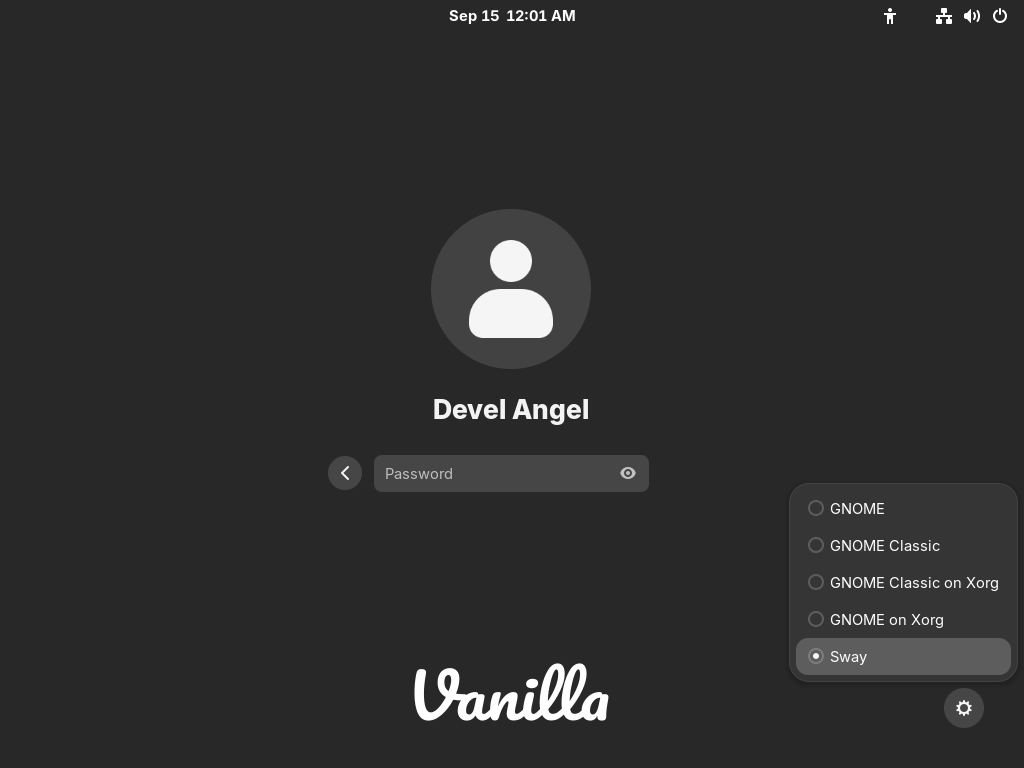 Sep 15 12:01 AM
Devel Angel
Password
GNOME
GNOME Classic
GNOME Classic on Xorg
GNOME on Xorg
Sway
Vanilla